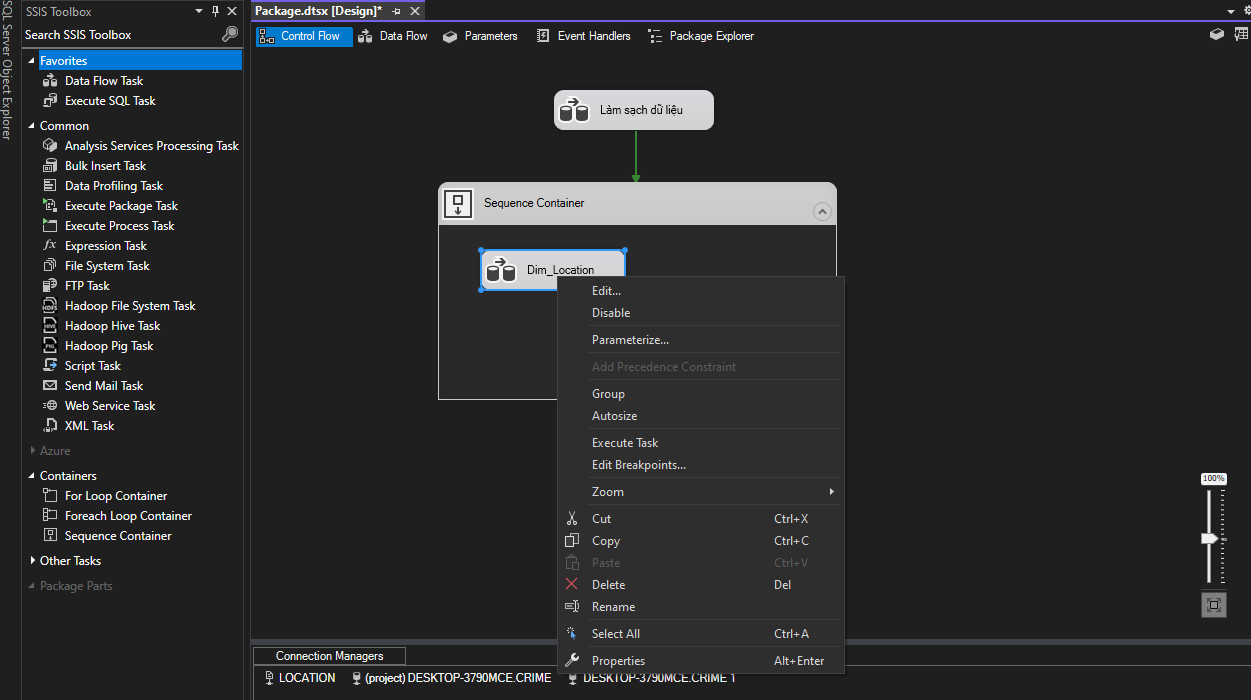 SQL Server Object Explorer
SSIS Toolbox
Search SSIS Toolbox
Favorites
Data Flow Task
Execute SQL Task
Common
Analysis Services Processing Task
Bulk Insert Task
Data Profiling Task
Execute Package Task
Execute Process Task
Expression Task
File System Task
FTP Task
Hadoop File System Task
Hadoop Hive Task
Hadoop Pig Task
Script Task
Send Mail Task
Web Service Task
XML Task
Azure
Containers
For Loop Container
Foreach Loop Container
Sequence Container
Other Tasks
Package Parts
Package.dtsx [Design]*
Control Flow Data Flow Parameters Event Handlers Package Explorer
Làm sạch dữ liệu
Sequence Container
Dim_Location
Edit...
Disable
Parameterize...
Add Precedence Constraint
Group
Autosize
Execute Task
Edit Breakpoints...
Zoom
Cut Ctrl+X
Copy Ctrl+C
Paste Ctrl+V
Delete Del
Rename
Select All Ctrl+A
Properties Alt+Enter
100%
Connection Managers
LOCATION (project) DESKTOP-3790MCE.CRIME DESKTOP-3790MCE.CRIME 1